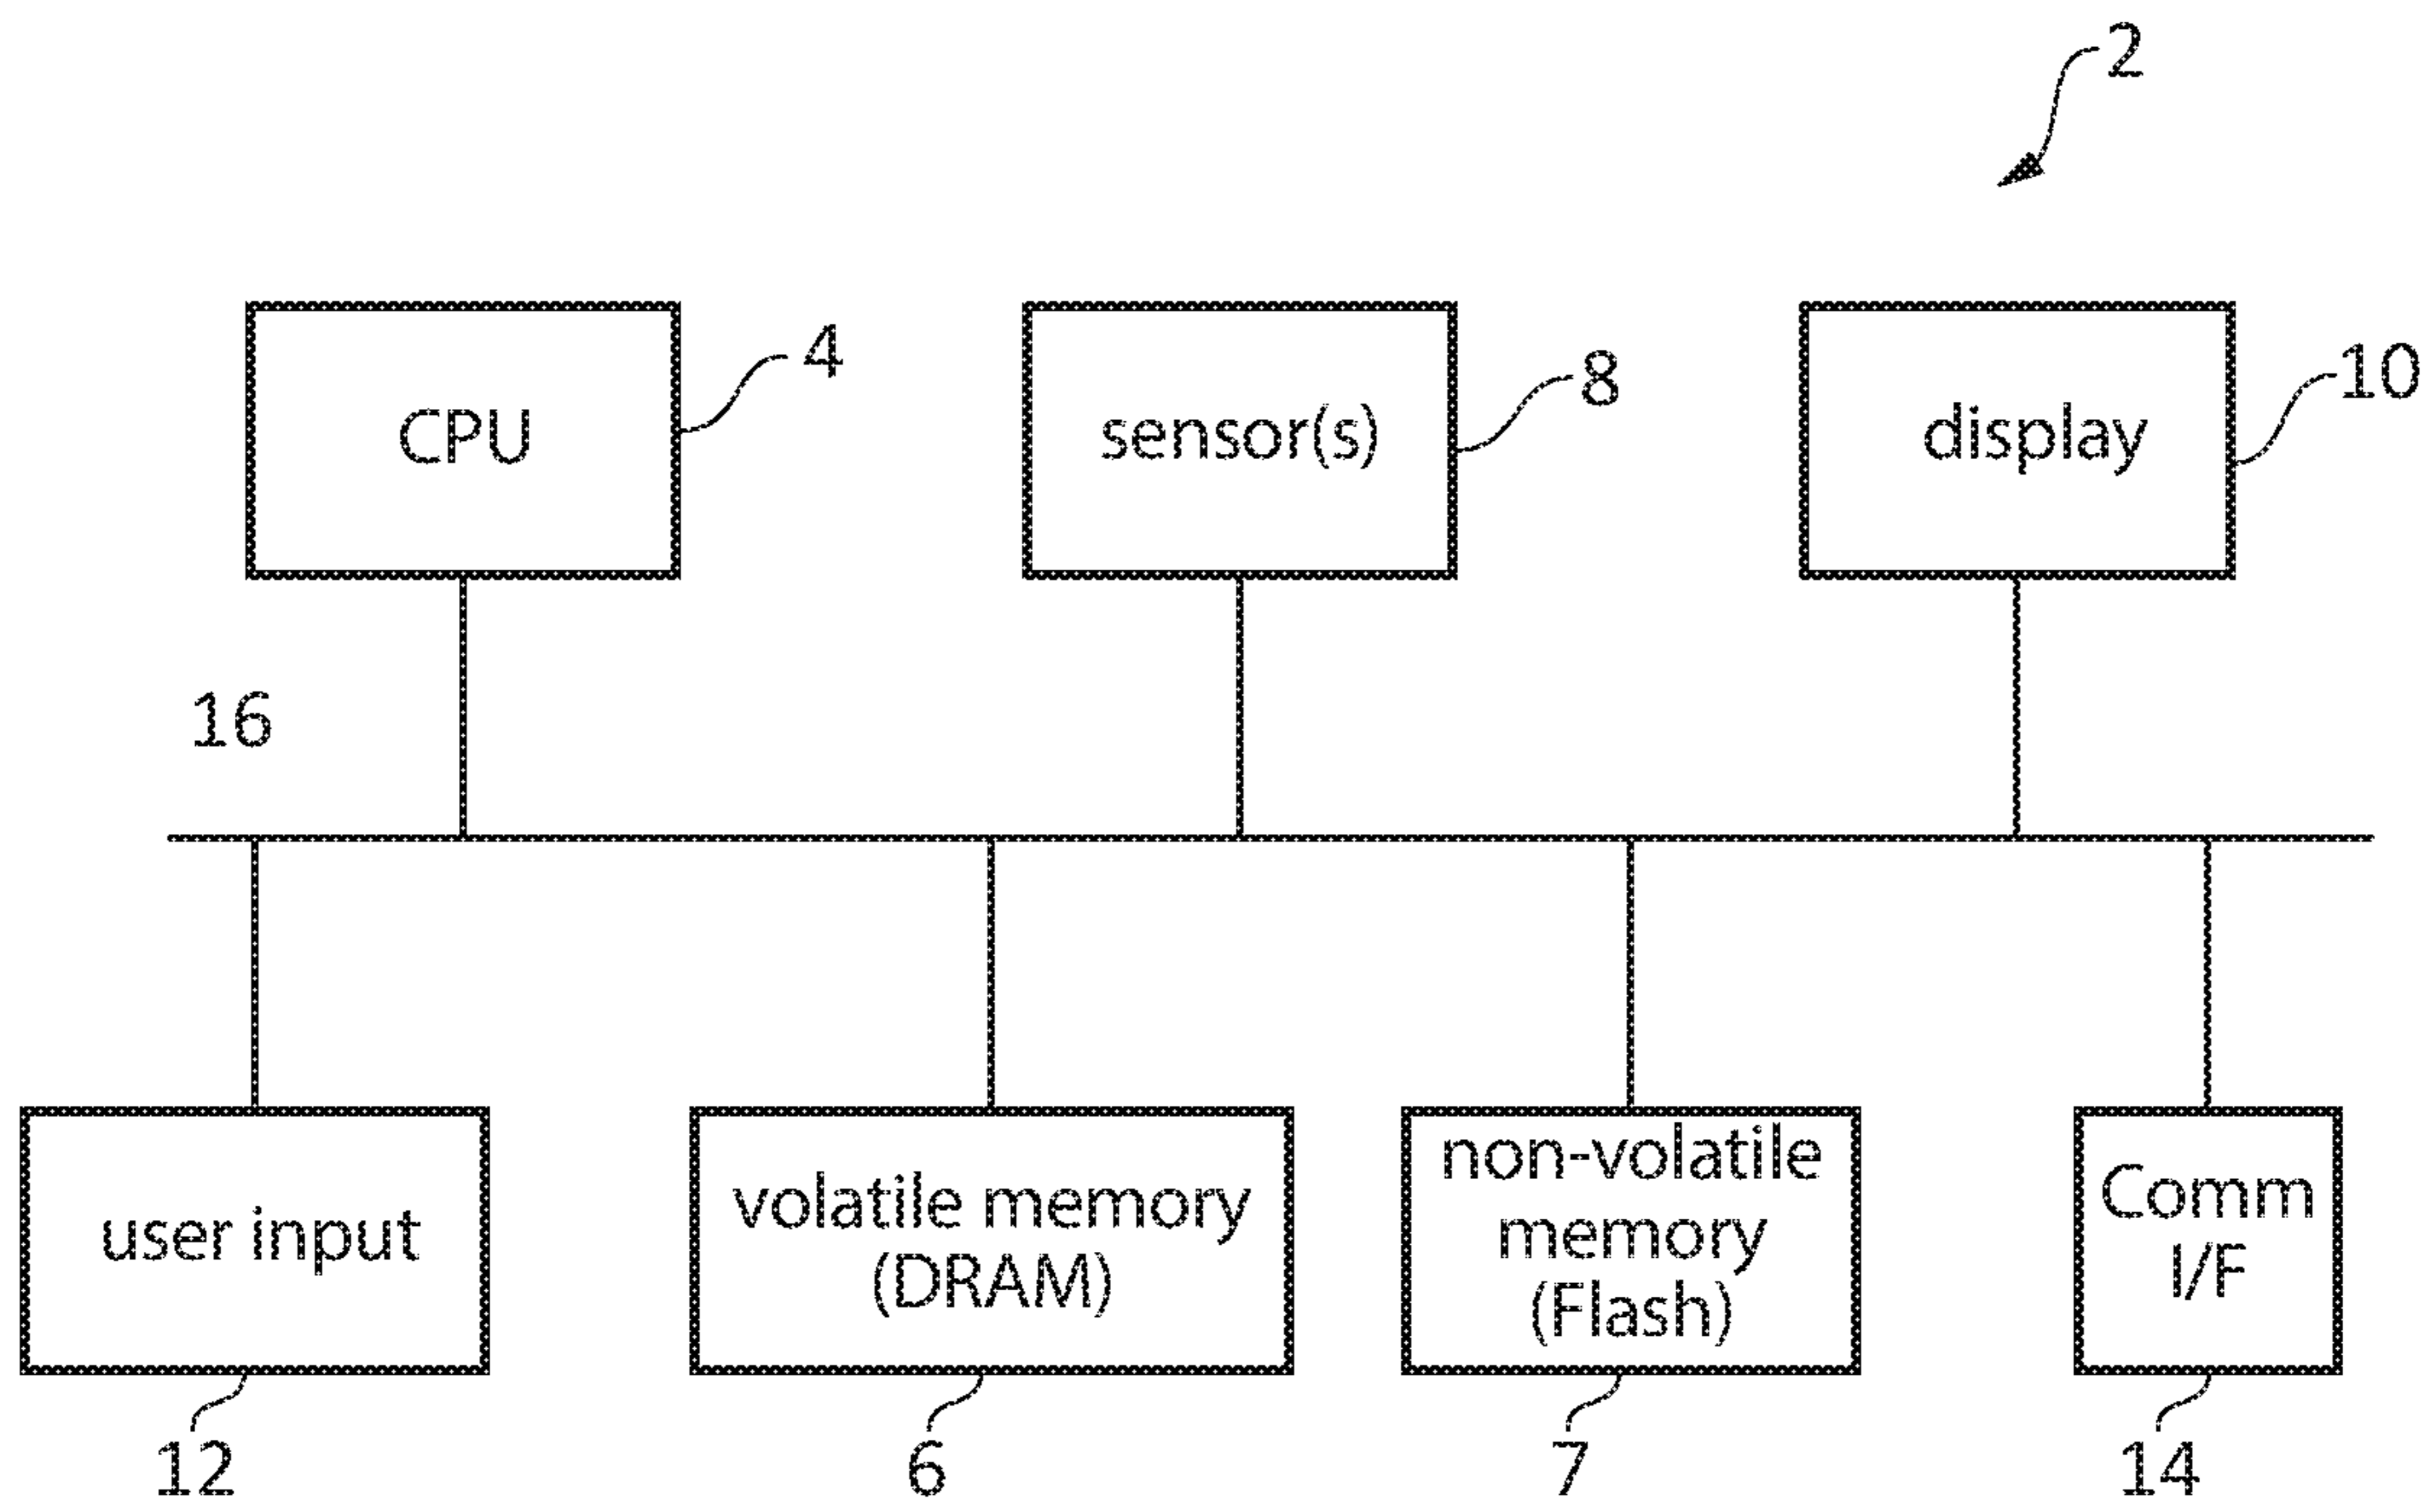 2
CPU
4
sensor(s)
8
display
10
16
user input
volatile memory
(DRAM)
non-volatile
memory
(Flash)
Comm
I/F
12
6
7
14